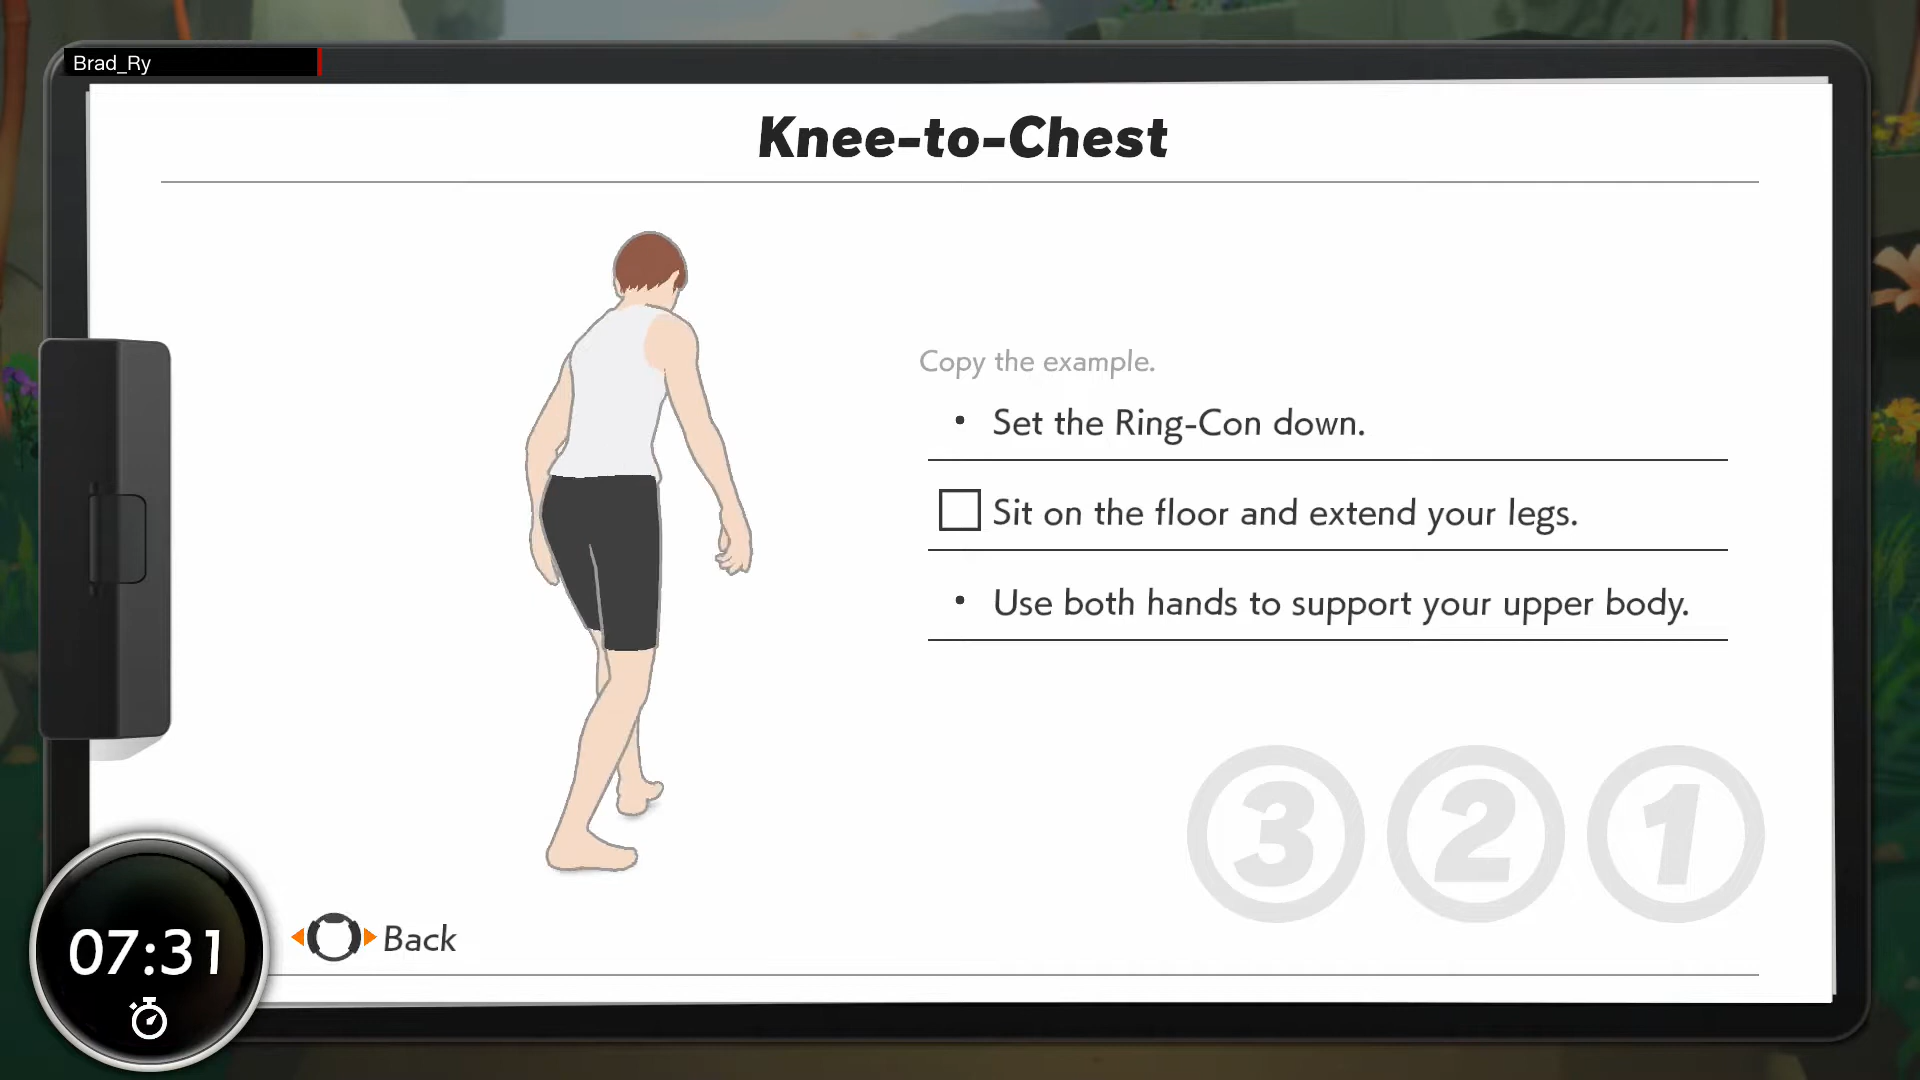 Brad_Ry
Knee-to-Chest
Copy the example.
• Set the Ring-Con down.
Sit on the floor and extend your legs.
• Use both hands to support your upper body.
3 2 1
07:31
Back